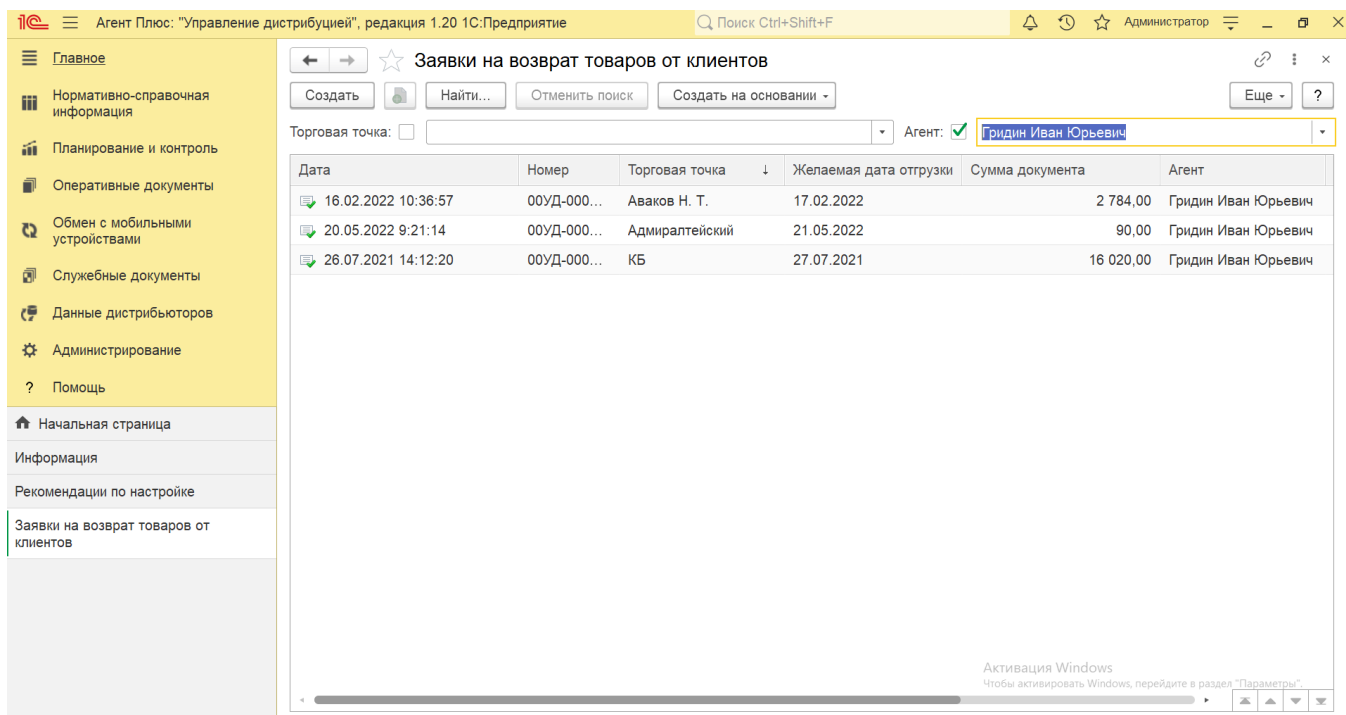 1С Агент Плюс: "Управление дистрибуцией", редакция 1.20 1С:Предприятие
Поиск Ctrl+Shift+F
Администратор
Главное
Нормативно-справочная
информация
Планирование и контроль
Оперативные документы
Обмен с мобильными
устройствами
Служебные документы
Данные дистрибьюторов
Администрирование
? Помощь
Начальная страница
Информация
Рекомендации по настройке
Заявки на возврат товаров от
клиентов
Заявки на возврат товаров от клиентов
Создать Найти... Отменить поиск Создать на основании Еще ?
Торговая точка: Агент: Гридин Иван Юрьевич
Дата Номер Торговая точка ↓ Желаемая дата отгрузки Сумма документа Агент
16.02.2022 10:36:57 00УД-000... Аваков Н. Т. 17.02.2022 2 784,00 Гридин Иван Юрьевич
20.05.2022 9:21:14 00УД-000... Адмиралтейский 21.05.2022 90,00 Гридин Иван Юрьевич
26.07.2021 14:12:20 00УД-000... КБ 27.07.2021 16 020,00 Гридин Иван Юрьевич
Активация Windows
Чтобы активировать Windows, перейдите в раздел "Параметры".